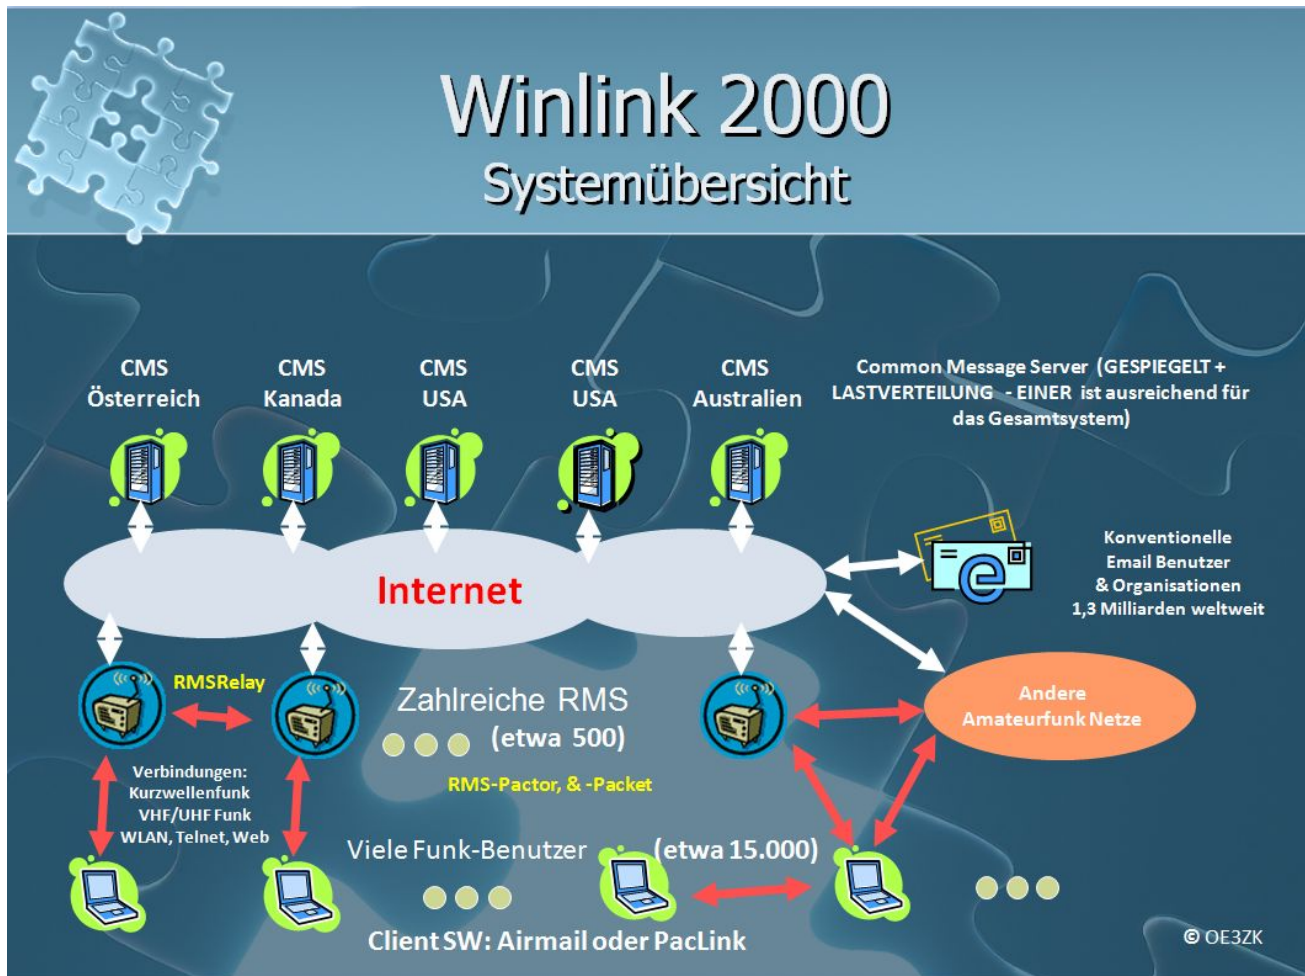 Winlink 2000
Systemübersicht
CMS
Österreich
CMS
Kanada
CMS
USA
CMS
USA
CMS
Australien
Common Message Server (GESPIEGELT +
LASTVERTEILUNG - EINER ist ausreichend für
das Gesamtsystem)
Internet
Konventionelle
Email Benutzer
& Organisationen
1,3 Milliarden weltweit
RMSRelay
Zahlreiche RMS
(etwa 500)
Andere
Amateurfunk Netze
RMS-Pactor, & -Packet
Verbindungen:
Kurzwellenfunk
VHF/UHF Funk
WLAN, Telnet, Web
Viele Funk-Benutzer (etwa 15.000)
Client SW: Airmail oder PacLink
© OE3ZK